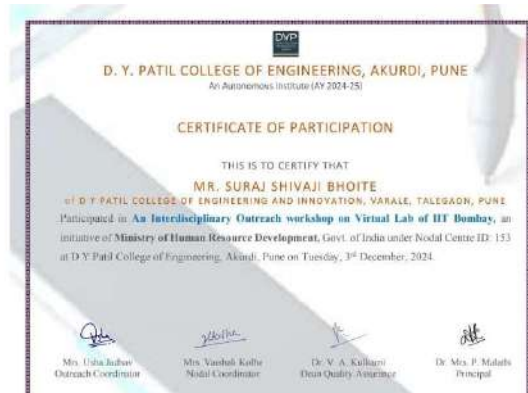 DYP
D. Y. PATIL COLLEGE OF ENGINEERING, AKURDI, PUNE
An Autonomous Institute (AY 2024-25)
CERTIFICATE OF PARTICIPATION
THIS IS TO CERTIFY THAT
MR. SURAJ SHIVAJI BHOITE
of D Y PATIL COLLEGE OF ENGINEERING AND INNOVATION, VARALE, TALEGAON, PUNE
Participated in An Interdisciplinary Outreach workshop on Virtual Lab of IIT Bombay, an
initiative of Ministry of Human Resource Development, Govt. of India under Nodal Centre ID: 153
at D Y Patil College of Engineering, Akurdi, Pune on Tuesday, 3rd December, 2024.
Mrs. Usha Jadhav Mrs. Vaishali Kolhe Dr. V. A. Kulkarni Dr. Mrs. P. Malathi
Outreach Coordinator Nodal Coordinator Dean Quality Assurance Principal